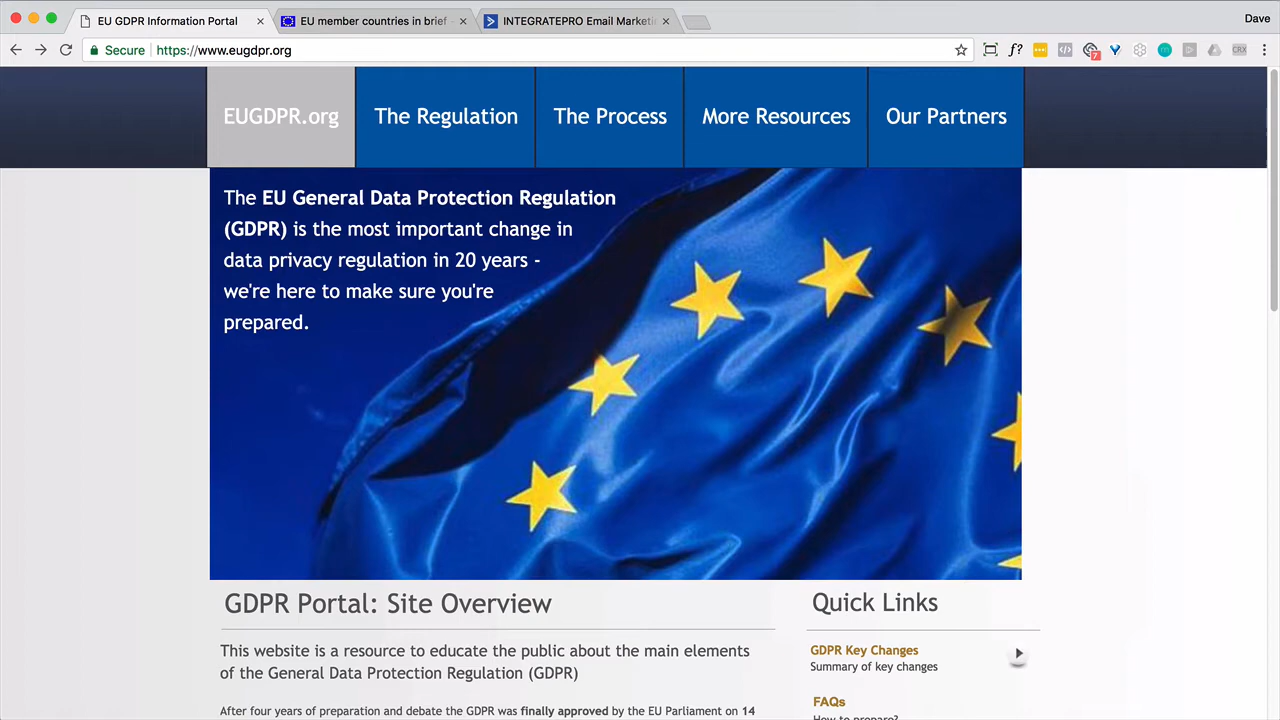 EU GDPR Information Portal
EU member countries in brief -
INTEGRATEPRO Email Marketi
Dave
Secure https://www.eugdpr.org
f?
7
CRX
EUGDPR.org
The Regulation
The Process
More Resources
Our Partners
The EU General Data Protection Regulation
(GDPR) is the most important change in
data privacy regulation in 20 years -
we're here to make sure you're
prepared.
GDPR Portal: Site Overview
This website is a resource to educate the public about the main elements
of the General Data Protection Regulation (GDPR)
After four years of preparation and debate the GDPR was finally approved by the EU Parliament on 14
Quick Links
GDPR Key Changes
Summary of key changes
FAQs
How to prepare?